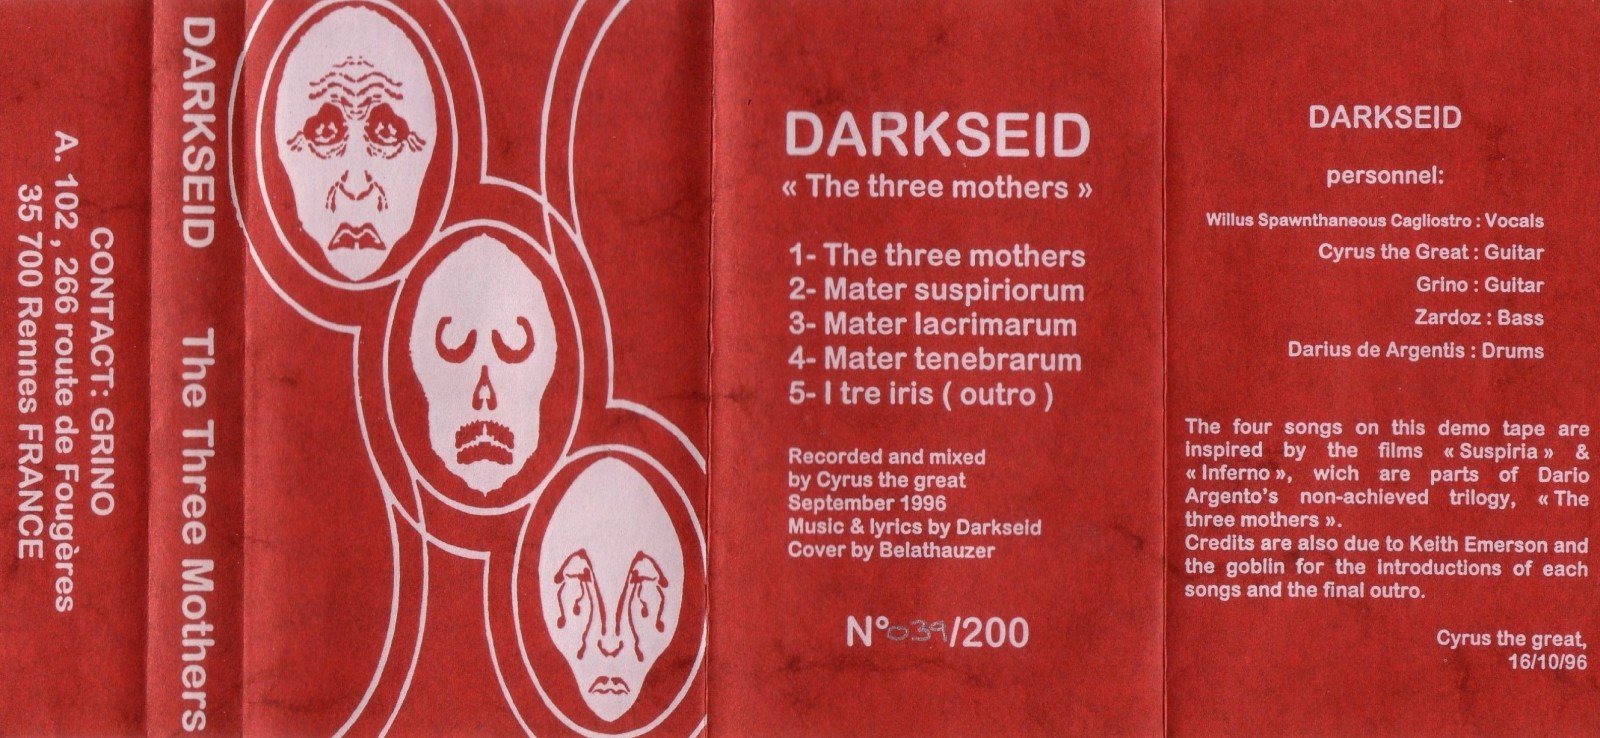 CONTACT: GRINO
A. 102 , 266 route de Fougères
35 700 Rennes FRANCE
DARKSEID The Three Mothers
DARKSEID
« The three mothers »
1- The three mothers
2- Mater suspiriorum
3- Mater lacrimarum
4- Mater tenebrarum
5- I tre iris ( outro )
Recorded and mixed
by Cyrus the great
September 1996
Music & lyrics by Darkseid
Cover by Belathauzer
N°039/200
DARKSEID
personnel:
Willus Spawnthaneous Cagliostro : Vocals
Cyrus the Great : Guitar
Grino : Guitar
Zardoz : Bass
Darius de Argentis : Drums
The four songs on this demo tape are
inspired by the films « Suspiria » &
« Inferno », wich are parts of Dario
Argento's non-achieved trilogy, « The
three mothers ».
Credits are also due to Keith Emerson and
the goblin for the introductions of each
songs and the final outro.
Cyrus the great,
16/10/96